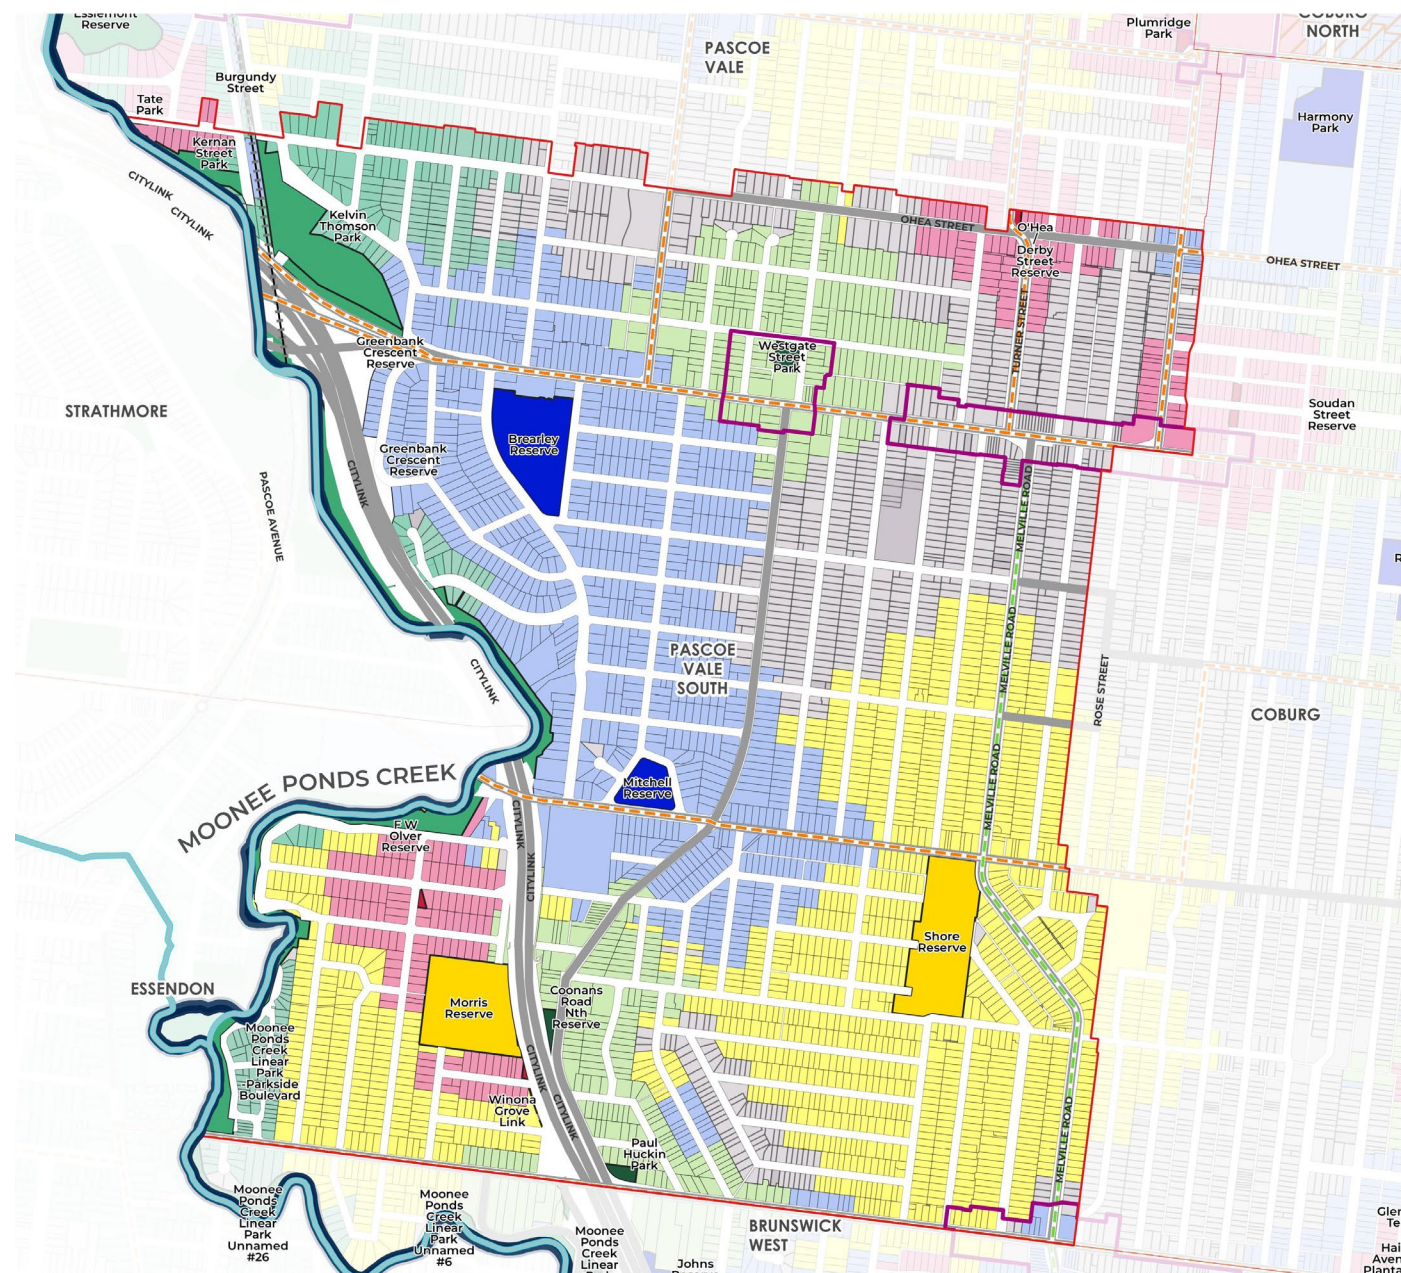 Esslemont
Reserve
Burgundy
Street
PASCOE
VALE
Plumridge
Park
COBURG
NORTH
Tate
Park
Harmony
Park
Kernan
Street
Park
CITYLINK
CITYLINK
Kelvin
Thomson
Park
OHEA STREET
O'Hea
/
Derby
Street
Reserve
OHEA STREET
TURNER STREET
Greenbank
Crescent
Reserve
Westgate
Street
Park
STRATHMORE
Soudan
Street
Reserve
Brearley
Reserve
Greenbank
Crescent
Reserve
CITYLINK
PASCOE AVENUE
MELVILLE ROAD
MELVILLE ROAD
PASCOE
VALE
SOUTH
CITYLINK
ROSE STREET
COBURG
MELVILLE ROAD
MOONEE PONDS CREEK
Mitchell
Reserve
CITYLINK
F W
Olver
Reserve
CITYLINK
Shore
Reserve
ESSENDON
Morris
Reserve
Coonans
Road
Nth
Reserve
Moonee
Ponds
Creek
Linear
Park
-Parkside
Boulevard
CITYLINK
Winona
Grove
Link
CITYLINK
MELVILLE ROAD
Paul
Huckin
Park
Moonee
Ponds
Creek
Linear
Park
Unnamed
#26
Moonee
Ponds
Creek
Linear
Park
Unnamed
#6
Moonee
Ponds
Creek
Linear
BRUNSWICK
WEST
Johns